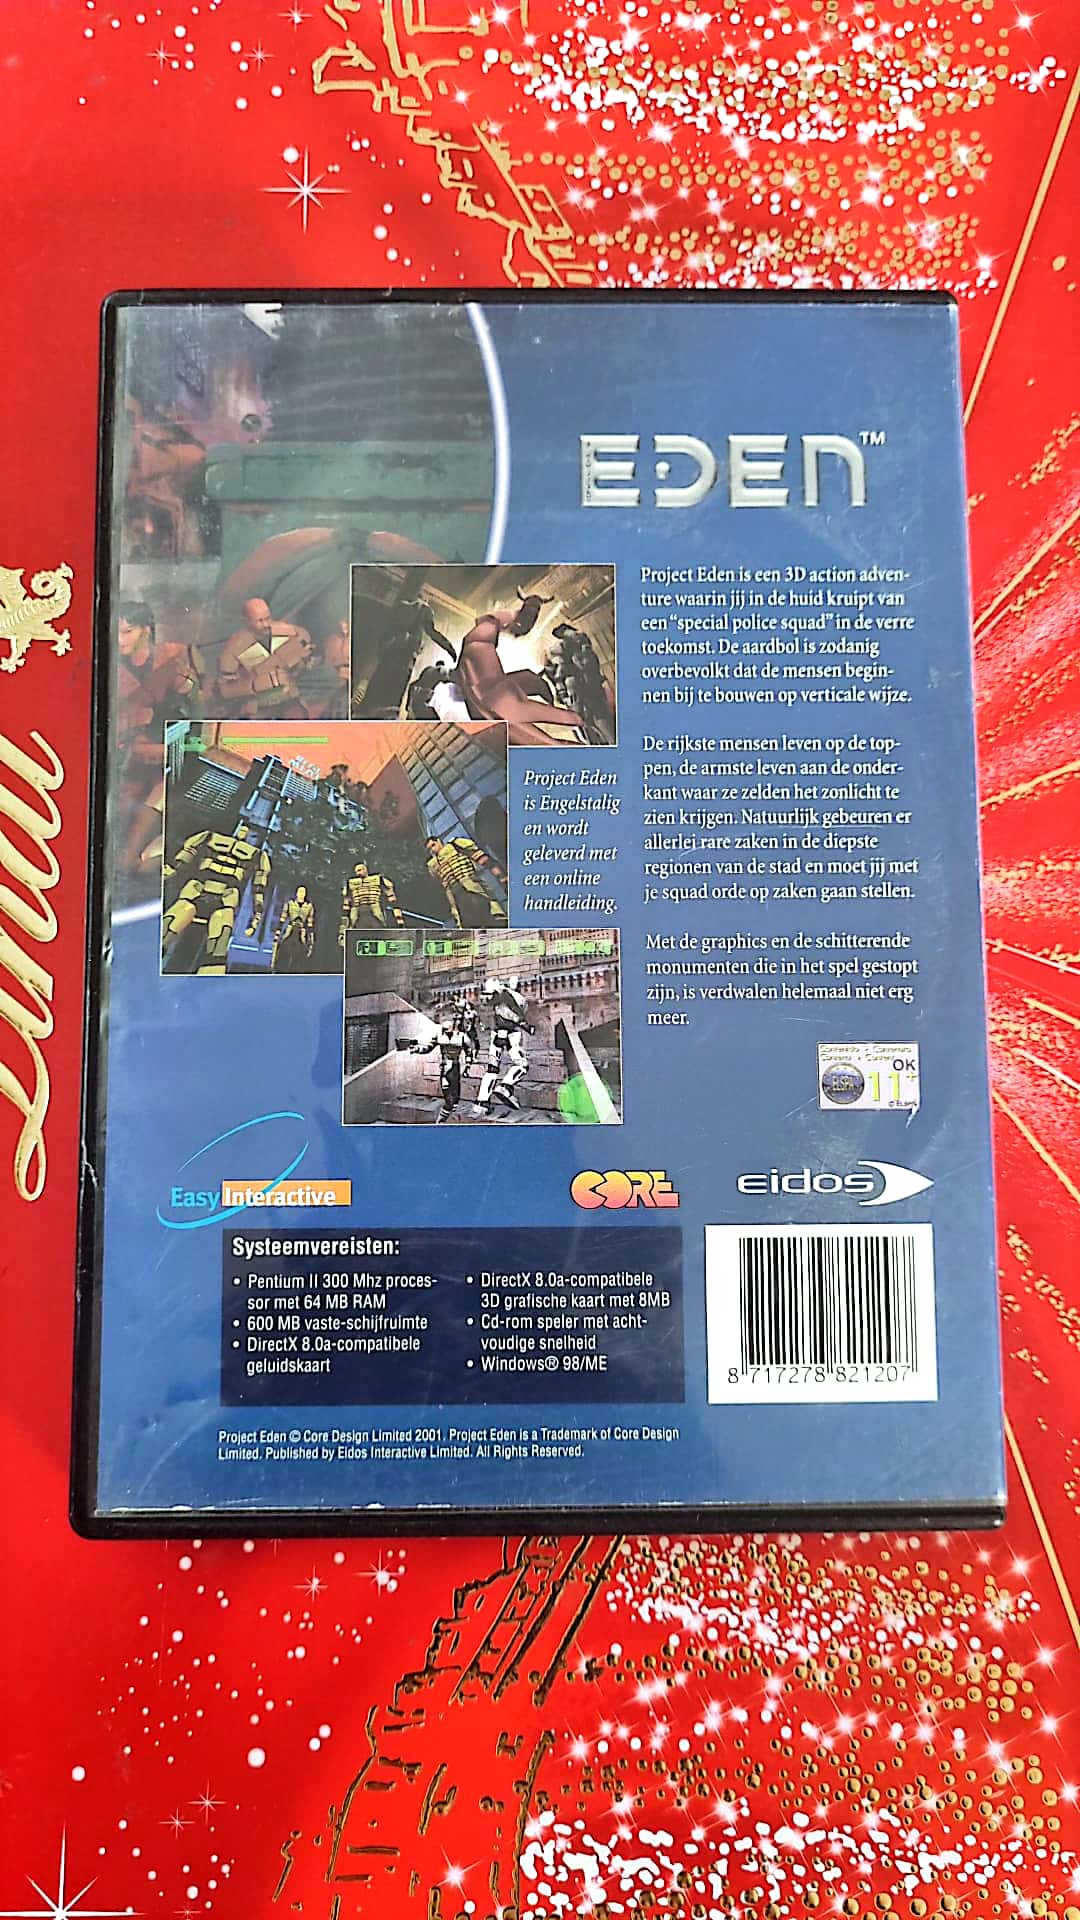 EDEN™
Project Eden is een 3D action adven-
ture waarin jij in de huid kruipt van
een "special police squad" in de verre
toekomst. De aardbol is zodanig
overbevolkt dat de mensen begin-
nen bij te bouwen op verticale wijze.
De rijkste mensen leven op de top-
pen, de armste leven aan de onder-
kant waar ze zelden het zonlicht te
zien krijgen. Natuurlijk gebeuren er
allerlei rare zaken in de diepste
regionen van de stad en moet jij met
je squad orde op zaken gaan stellen.
Met de graphics en de schitterende
monumenten die in het spel gestopt
zijn, is verdwalen helemaal niet erg
meer.
Project Eden
is Engelstalig
en wordt
geleverd met
een online
handleiding.
OK
ELSPA
11+
© ELSPA
Easy Interactive
CORE
eidos
Systeemvereisten:
• Pentium II 300 Mhz proces-
sor met 64 MB RAM
• 600 MB vaste-schijfruimte
• DirectX 8.0a-compatibele
geluidskaart
• DirectX 8.0a-compatibele
3D grafische kaart met 8MB
• Cd-rom speler met acht-
voudige snelheid
• Windows® 98/ME
8 717278 821207
Project Eden © Core Design Limited 2001. Project Eden is a Trademark of Core Design
Limited. Published by Eidos Interactive Limited. All Rights Reserved.
Lindt